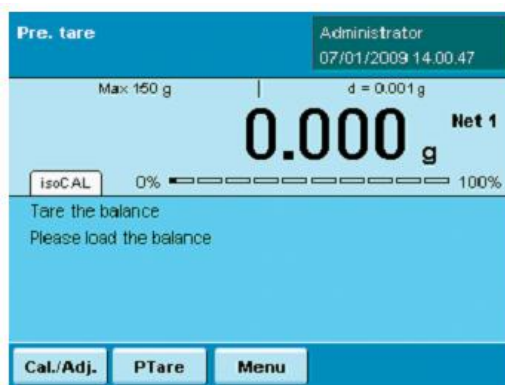 Pre. tare
Administrator
07/01/2009 14.00.47
Max 150 g | d = 0.001 g
0.000 g Net 1
isoCAL 0% 100%
Tare the balance
Please load the balance
Cal./Adj. PTare Menu